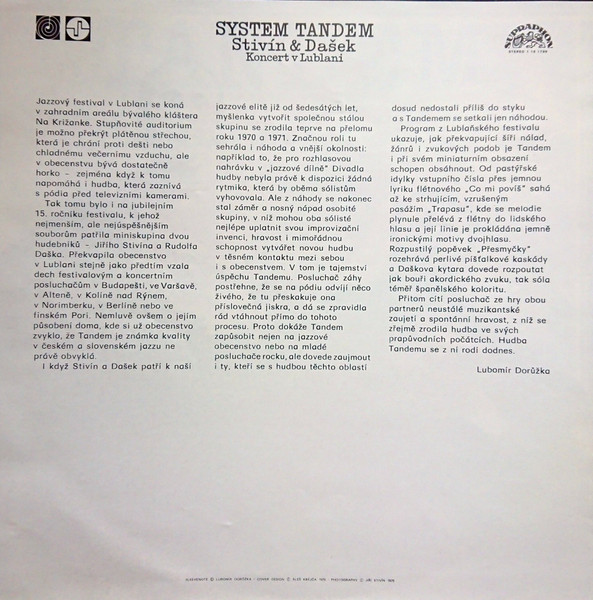 SYSTEM TANDEM
Stivín & Dašek
Koncert v Lublani
SUPRAPHON
STEREO
Jazzový festival v Lublani se koná
v zahradním areálu bývalého kláštera
Na Križanke. Stupňovité auditorium
je možno překrýt plátěnou střechou,
která je chrání proti dešti nebo
chladnému večernímu vzduchu, ale
v obecenstvu bývá dostatečně
horko – zejména když k tomu
napomáhá i hudba, která zaznívá
s pódia před televizními kamerami.
Tak tomu bylo i na jubilejním
15. ročníku festivalu, k jehož
nejmenším, ale nejúspěšnějším
souborům patřila miniskupina dvou
hudebníků – Jiřího Stivína a Rudolfa
Daška. Překvapila obecenstvo
v Lublani stejně jako předtím vzala
dech festivalovým a koncertním
posluchačům v Budapešti, ve Varšavě,
v Alteně, v Kolíně nad Rýnem,
v Norimberku, v Berlíně nebo ve
finském Pori. Nemluvě ovšem o jejím
působení doma, kde si už obecenstvo
zvyklo, že Tandem je známka kvality
v českém a slovenském jazzu ne
právě obvyklá.
I když Stivín a Dašek patří k naší
jazzové elitě již od šedesátých let,
myšlenka vytvořit společnou stálou
skupinu se zrodila teprve na přelomu
roku 1970 a 1971. Značnou roli tu
sehrála i náhoda a vnější okolnosti:
například to, že pro rozhlasovou
nahrávku v „jazzové dílně" Divadla
hudby nebyla právě k dispozici žádná
rytmika, která by oběma sólistům
vyhovovala. Ale z náhody se nakonec
stal záměr a nosný nápad osobité
skupiny, v níž mohou oba sólisté
nejlépe uplatnit svou improvizační
invenci, hravost i mimořádnou
schopnost vytvářet novou hudbu
v těsném kontaktu mezi sebou
i s obecenstvem. V tom je tajemství
úspěchu Tandemu. Posluchač záhy
postřehne, že se na pódiu odvíjí něco
živého, že tu přeskakuje ona
příslovečná jiskra, a dá se zpravidla
rád vtáhnout přímo do tohoto
procesu. Proto dokáže Tandem
zapůsobit nejen na jazzové
obecenstvo nebo na mladé
posluchače rocku, ale dovede zaujmout
i ty, kteří se s hudbou těchto oblastí
dosud nedostali příliš do styku
a s Tandemem se setkali jen náhodou.
Program z Lublaňského festivalu
ukazuje, jak překvapující šíři nálad,
žánrů i zvukových podob je Tandem
i při svém miniaturním obsazení
schopen obsáhnout. Od pastýřské
idylky vstupního čísla přes jemnou
lyriku flétnového „Co mi povíš" sahá
až ke strhujícím, vzrušeným
pasážím „Trapasu", kde se melodie
plynule přelévá z flétny do lidského
hlasu a její linie je prokládána jemně
ironickými motivy dvojhlasu.
Rozpustilý popěvek „Přesmyčky"
rozehrává perlivé píšťalkové kaskády
a Daškova kytara dovede rozpoutat
jak bouři akordického zvuku, tak sóla
téměř španělského koloritu.
Přitom cítí posluchač ze hry obou
partnerů neustálé muzikantské
zaujetí a spontánní hravost, z níž se
zřejmě zrodila hudba ve svých
prapůvodních počátcích. Hudba
Tandemu se z ní rodí dodnes.
Lubomír Dorůžka